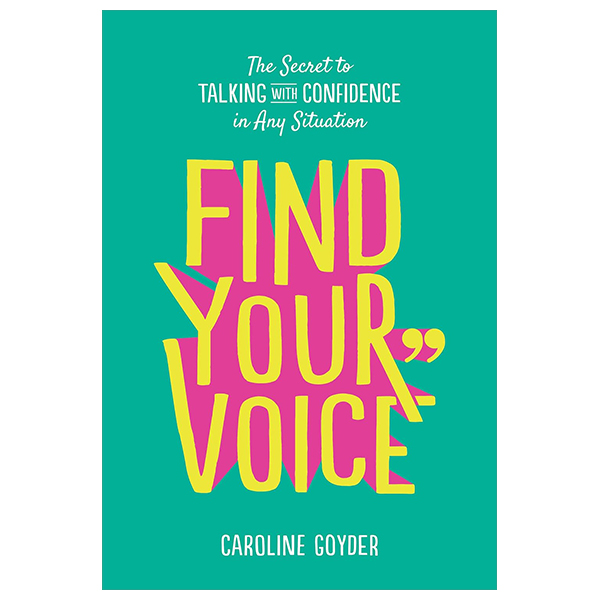 The Secret to
TALKING WITH CONFIDENCE
in Any Situation
FIND
YOUR
”
VOICE
CAROLINE GOYDER